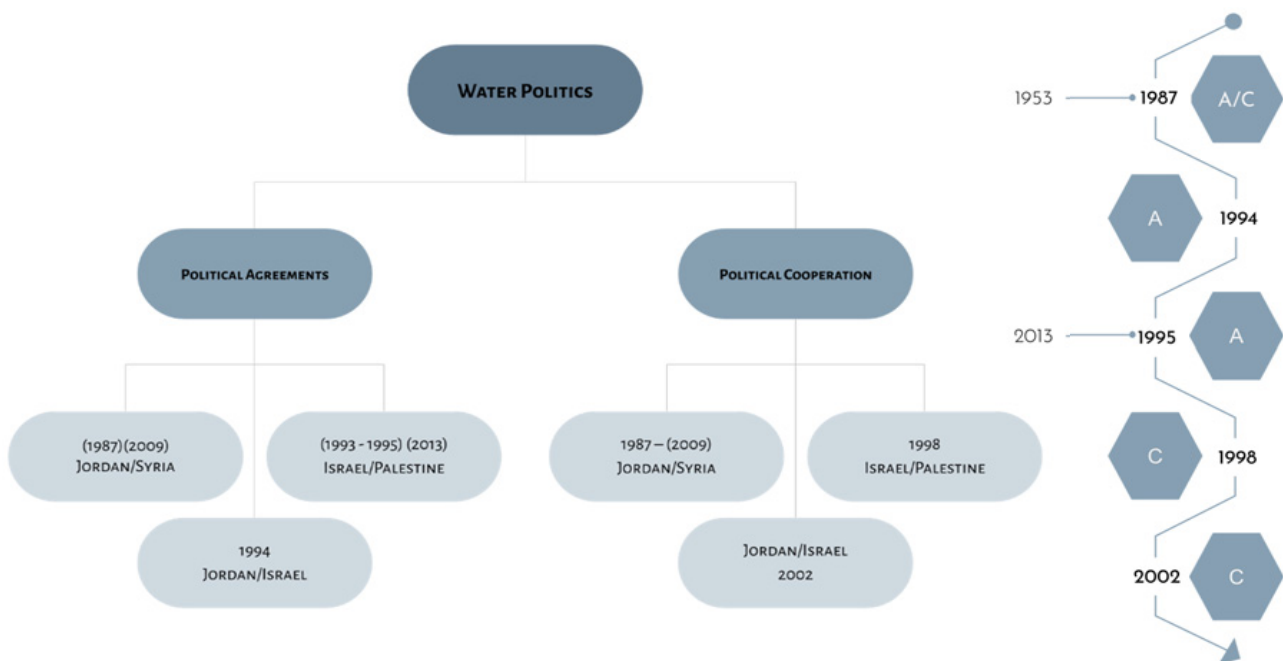 WATER POLITICS
POLITICAL AGREEMENTS
POLITICAL COOPERATION
(1987)(2009)
JORDAN/SYRIA
(1993 - 1995) (2013)
ISRAEL/PALESTINE
1994
JORDAN/ISRAEL
1987 – (2009)
JORDAN/SYRIA
1998
ISRAEL/PALESTINE
JORDAN/ISRAEL
2002
1953
1987
A/C
A
1994
2013
1995
A
C
1998
2002
C